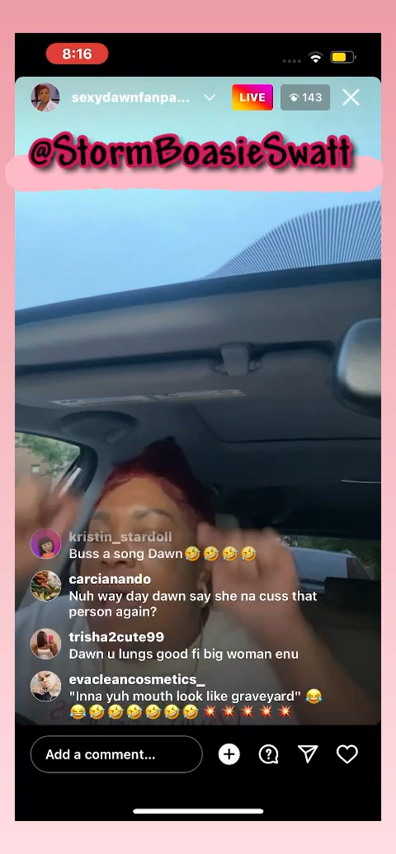 8:16
sexydawnfanpa...
LIVE
143
@StormBoasieSwatt
kristin_stardoll
Buss a song Dawn🤣🤣🤣🤣
carcianando
Nuh way day dawn say she na cuss that
person again?
trisha2cute99
Dawn u lungs good fi big woman enu
evacleancosmetics_
"Inna yuh mouth look like graveyard" 😂
😂🤣🤣🤣🤣🤣🤣💥💥💥💥💥
Add a comment...